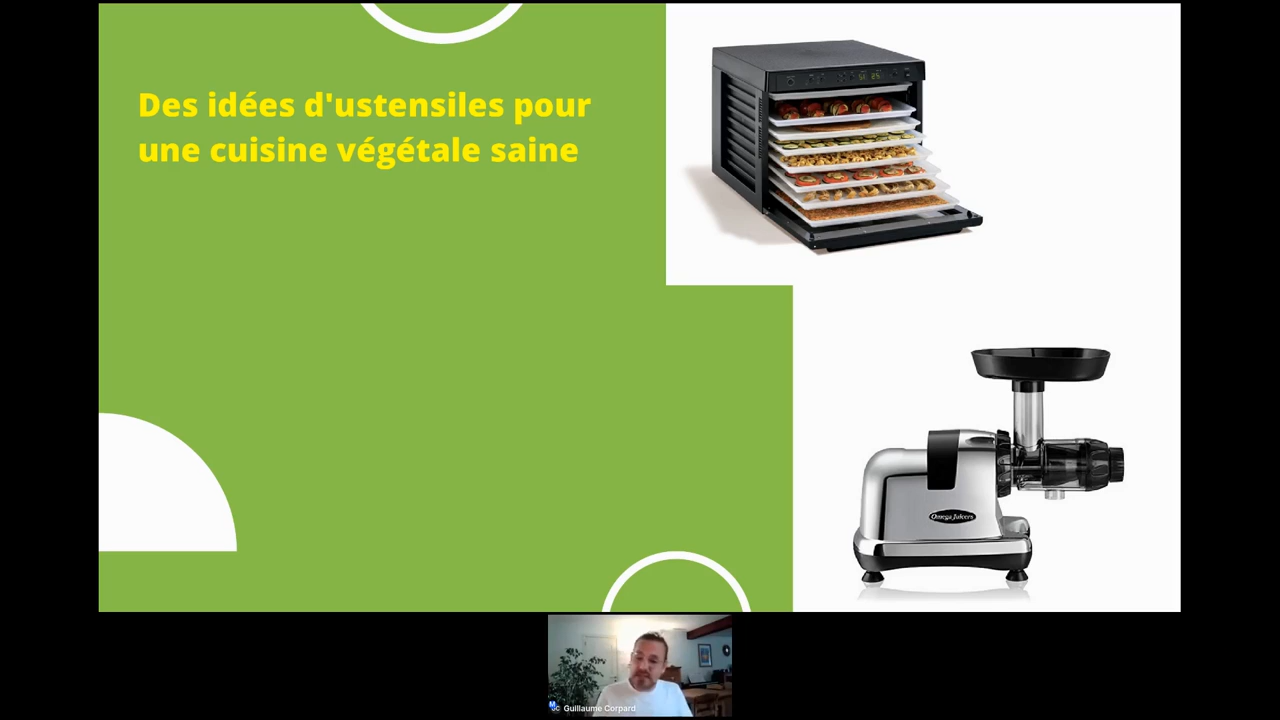 Des idées d'ustensiles pour
une cuisine végétale saine
Omega Juicers
Guillaume Corpard